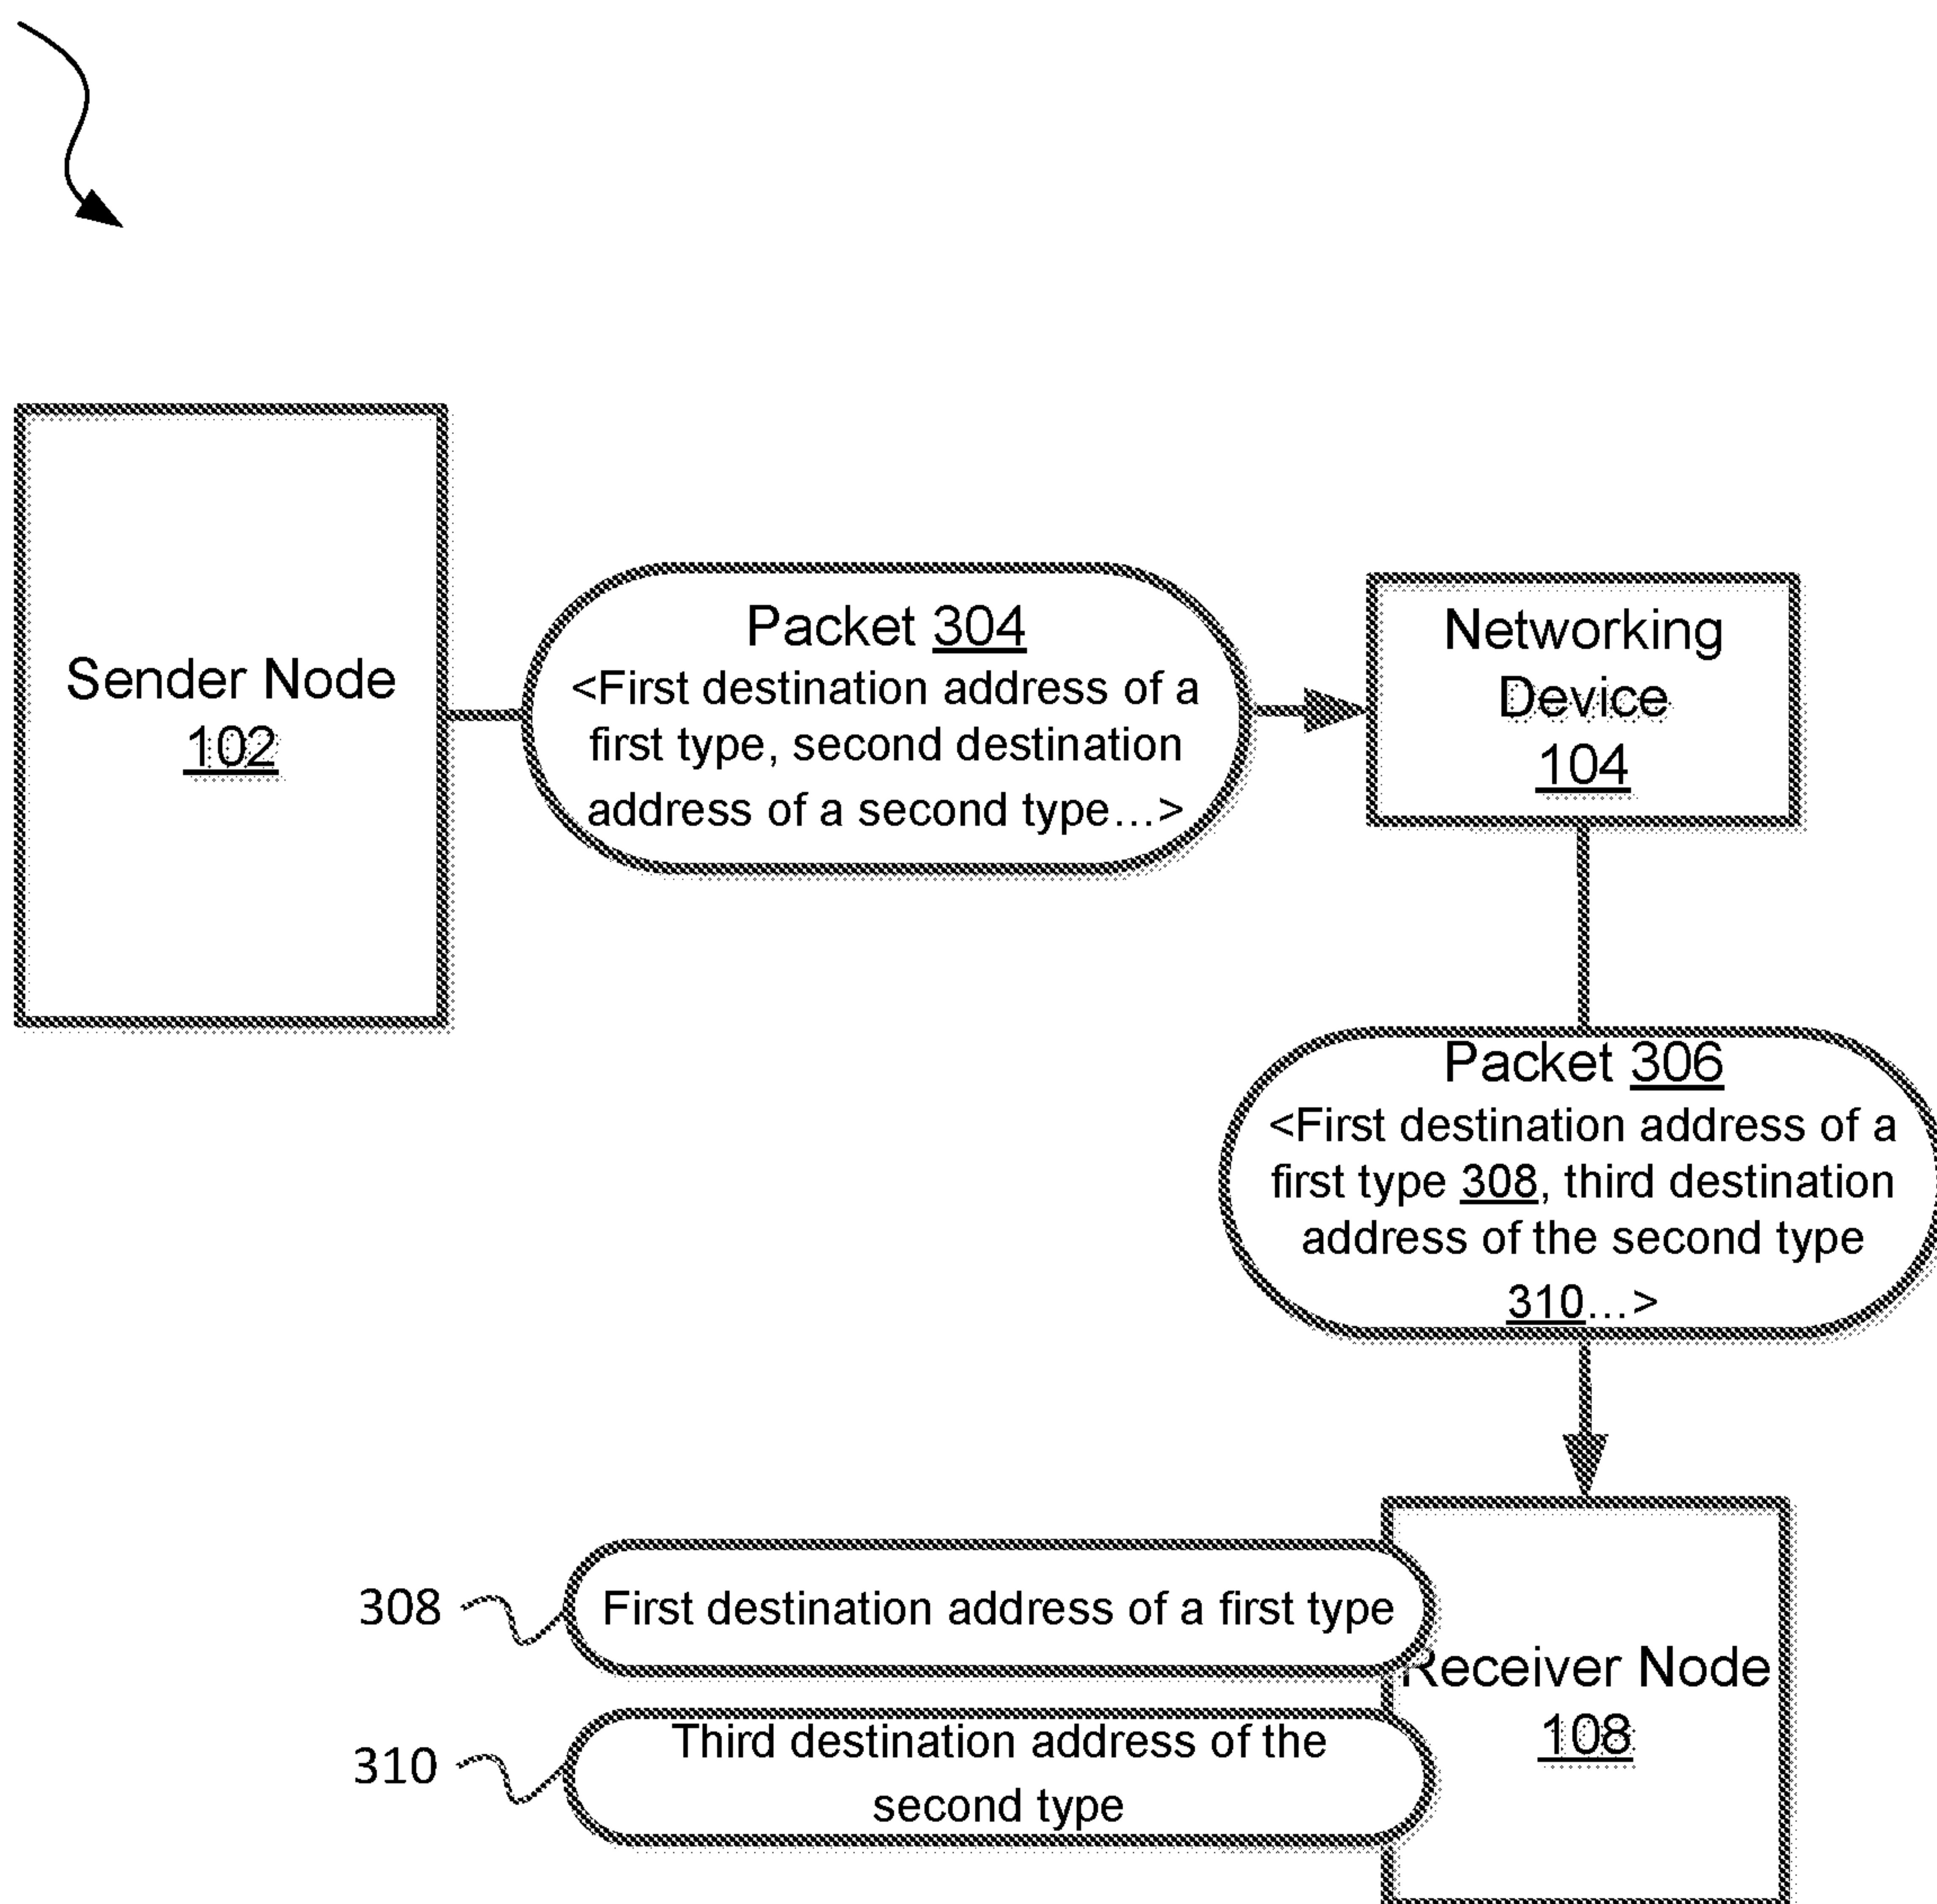 Sender Node
102
Packet 304
<First destination address of a
first type, second destination
address of a second type...>
Networking
Device
104
Packet 306
<First destination address of a
first type 308, third destination
address of the second type
310...>
308
First destination address of a first type
310
Third destination address of the
second type
Receiver Node
108